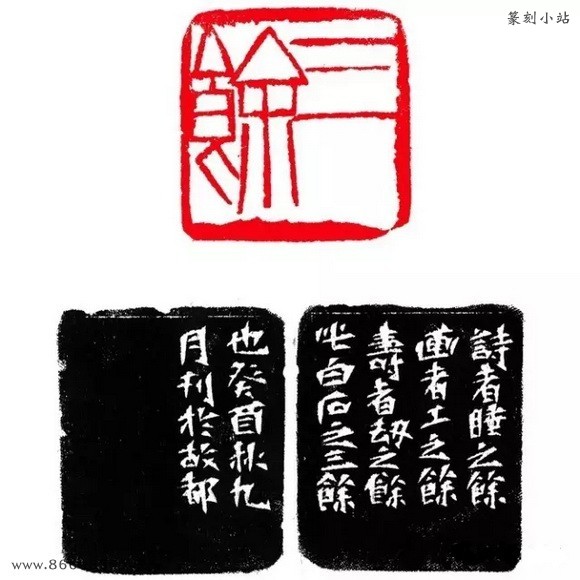 篆刻小站
三餘
詩者睡之餘
畫者工之餘
壽者劫之餘
此白石之三餘
也癸酉秋九
月刊於故都
www.86